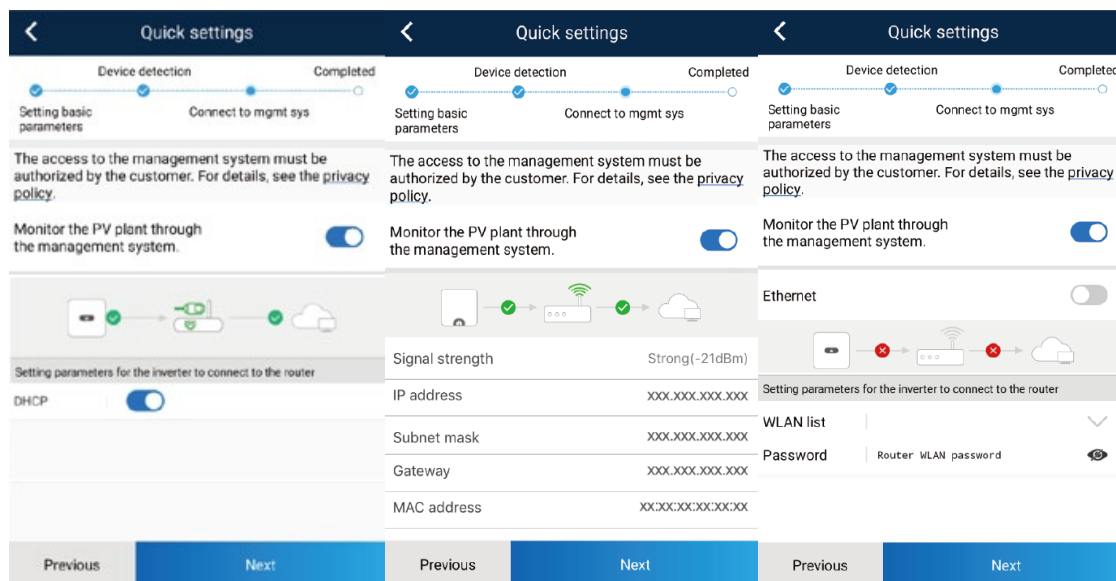 Quick settings
Device detection
Completed
Setting basic
parameters
Connect to mgmt sys
The access to the management system must be
authorized by the customer. For details, see the privacy
policy.
Monitor the PV plant through
the management system.
Setting parameters for the inverter to connect to the router
DHCP
Previous
Next
Quick settings
Device detection
Completed
Setting basic
parameters
Connect to mgmt sys
The access to the management system must be
authorized by the customer. For details, see the privacy
policy.
Monitor the PV plant through
the management system.
Signal strength Strong(-21dBm)
IP address XXX.XXX.XXX.XXX
Subnet mask XXX.XXX.XXX.XXX
Gateway XXX.XXX.XXX.XXX
MAC address XX:XX:XX:XX:XX:XX
Previous
Next
Quick settings
Device detection
Completed
Setting basic
parameters
Connect to mgmt sys
The access to the management system must be
authorized by the customer. For details, see the privacy
policy.
Monitor the PV plant through
the management system.
Ethernet
Setting parameters for the inverter to connect to the router
WLAN list
Password Router WLAN password
Previous
Next